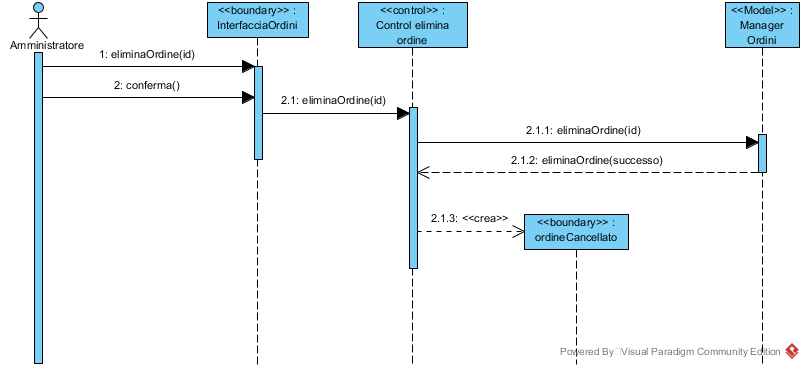 <<boundary>> :
InterfacciaOrdini
<<control>> :
Control elimina
ordine
<<Model>> :
Manager
Ordini
Amministratore
1: eliminaOrdine(id)
2: conferma()
2.1: eliminaOrdine(id)
2.1.1: eliminaOrdine(id)
2.1.2: eliminaOrdine(successo)
2.1.3: <<crea>>
<<boundary>> :
ordineCancellato
Powered By Visual Paradigm Community Edition